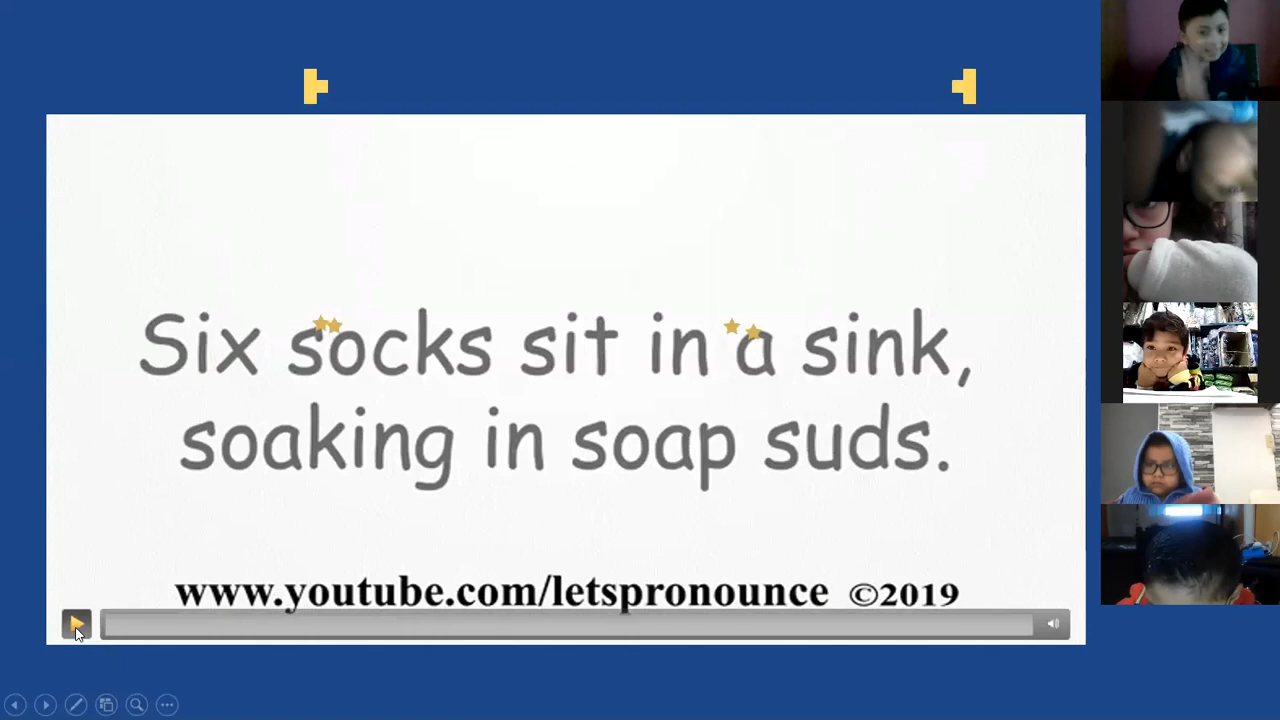 Six socks sit in a sink,
soaking in soap suds.
www.youtube.com/letspronounce ©2019